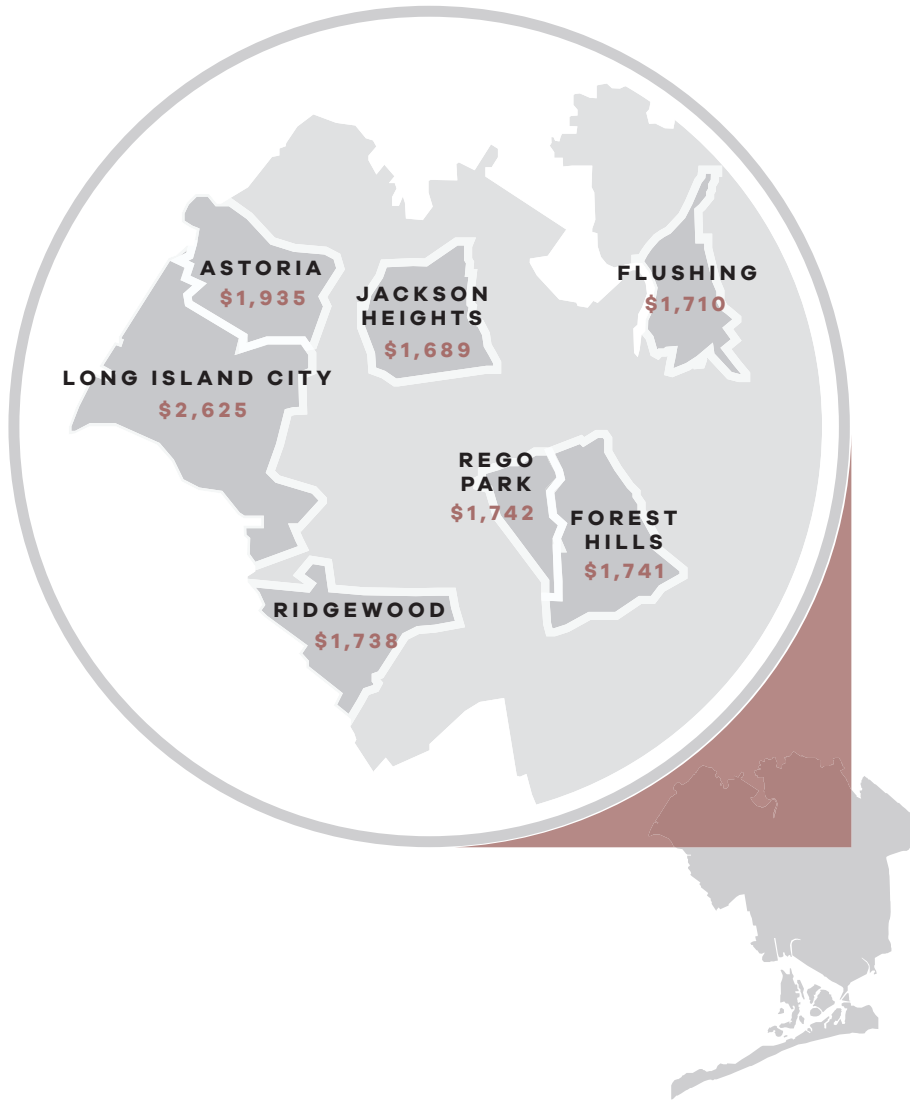 ASTORIA
$1,935
JACKSON
HEIGHTS
$1,689
FLUSHING
$1,710
LONG ISLAND CITY
$2,625
REGO
PARK
$1,742
FOREST
HILLS
$1,741
RIDGEWOOD
$1,738